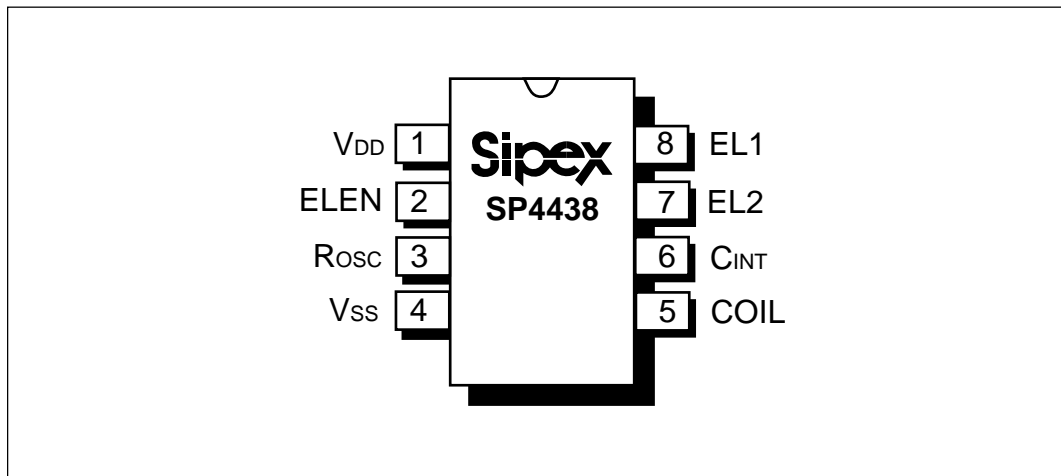 Sipex
SP4438
VDD 1
ELEN 2
ROSC 3
VSS 4
8 EL1
7 EL2
6 CINT
5 COIL